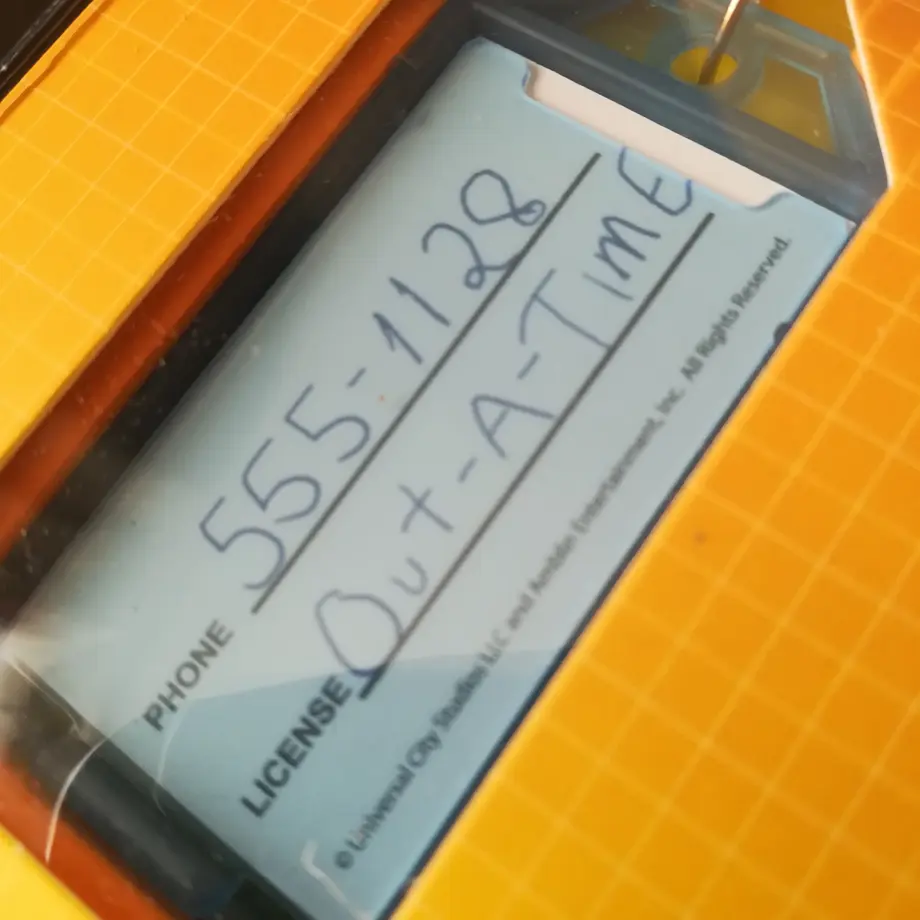 PHONE 555-1128
LICENSE Out-A-TIME
© Universal City Studios LLC and Amblin Entertainment, Inc. All Rights Reserved.